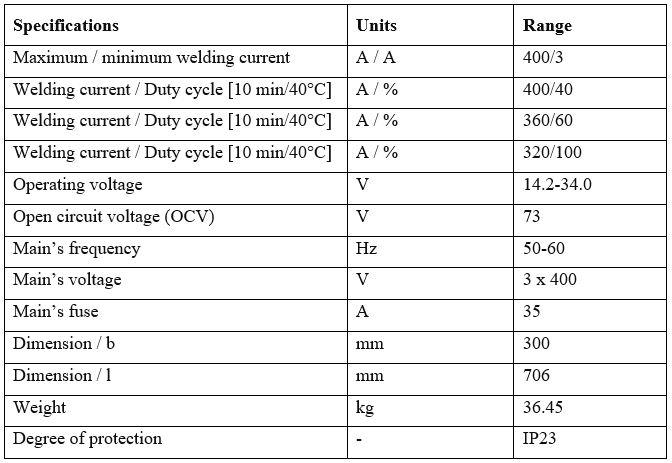 Specifications Units Range
Maximum / minimum welding current A / A 400/3
Welding current / Duty cycle [10 min/40°C] A / % 400/40
Welding current / Duty cycle [10 min/40°C] A / % 360/60
Welding current / Duty cycle [10 min/40°C] A / % 320/100
Operating voltage V 14.2-34.0
Open circuit voltage (OCV) V 73
Main’s frequency Hz 50-60
Main’s voltage V 3 x 400
Main’s fuse A 35
Dimension / b mm 300
Dimension / l mm 706
Weight kg 36.45
Degree of protection - IP23